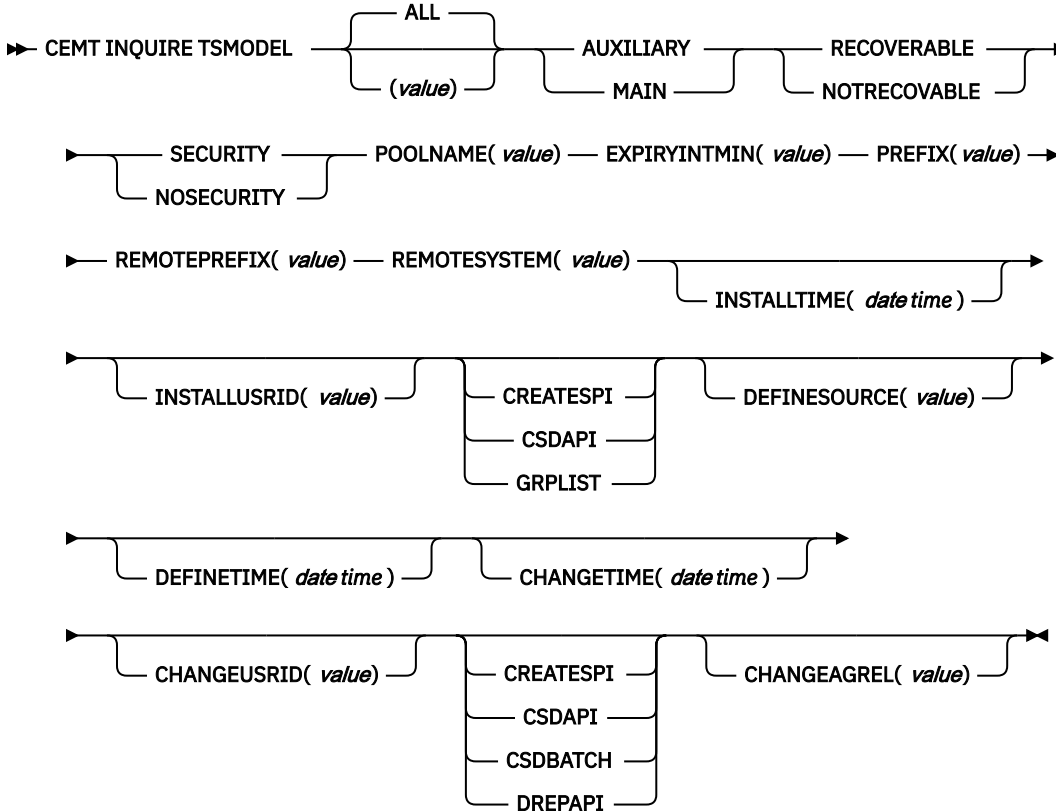 ALL
CEMT INQUIRE TSMODEL AUXILIARY RECOVERABLE
(value) MAIN NOTRECOVABLE
SECURITY POOLNAME( value) EXPIRYINTMIN( value) PREFIX( value)
NOSECURITY
REMOTEPREFIX( value) REMOTESYSTEM( value)
INSTALLTIME( date time )
INSTALLUSRID( value) CREATESPI DEFINESOURCE( value)
CSDAPI
GRPLIST
DEFINETIME( date time ) CHANGETIME( date time )
CHANGEUSRID( value) CREATESPI CHANGEAGREL( value)
CSDAPI
CSDBATCH
DREPAPI